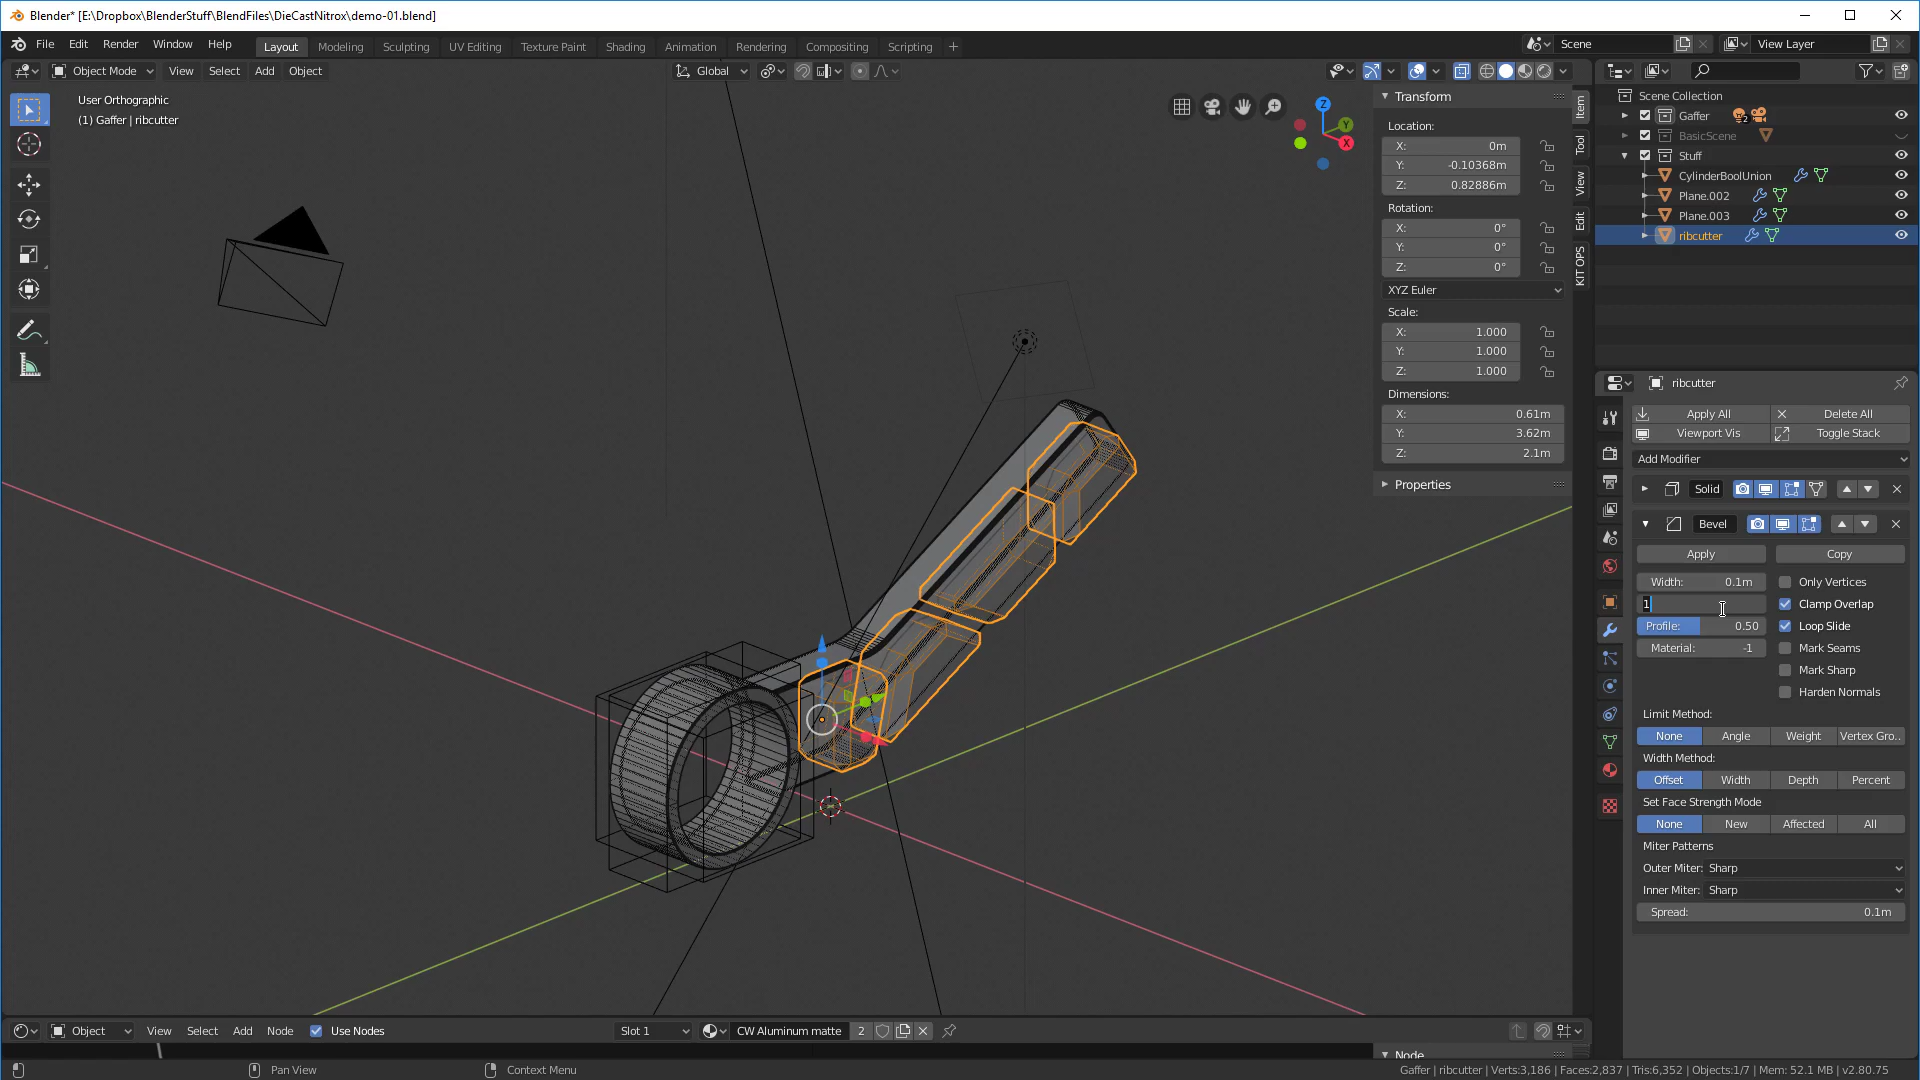 Blender* [E:\Dropbox\BlenderStuff\BlendFiles\DieCastNitrox\demo-01.blend]
File Edit Render Window Help Layout Modeling Sculpting UV Editing Texture Paint Shading Animation Rendering Compositing Scripting + Scene View Layer
Object Mode View Select Add Object Global
User Orthographic
(1) Gaffer | ribcutter
Z
Y
X
Transform
Location:
X: 0m
Y: -0.10368m
Z: 0.82886m
Rotation:
X: 0°
Y: 0°
Z: 0°
XYZ Euler
Scale:
X: 1.000
Y: 1.000
Z: 1.000
Dimensions:
X: 0.61m
Y: 3.62m
Z: 2.1m
Properties
Item
Tool
View
Edit
KIT OPS
Scene Collection
Gaffer 2
BasicScene
Stuff
CylinderBoolUnion
Plane.002
Plane.003
ribcutter
ribcutter
Apply All Delete All
Viewport Vis Toggle Stack
Add Modifier
Solid
Bevel
Apply Copy
Width: 0.1m Only Vertices
1 Clamp Overlap
Profile: 0.50 Loop Slide
Material: -1 Mark Seams
Mark Sharp
Harden Normals
Limit Method:
None Angle Weight Vertex Gro..
Width Method:
Offset Width Depth Percent
Set Face Strength Mode
None New Affected All
Miter Patterns
Outer Miter: Sharp
Inner Miter: Sharp
Spread: 0.1m
Object View Select Add Node Use Nodes Slot 1 CW Aluminum matte 2
Node
Pan View Context Menu Gaffer | ribcutter | Verts:3,186 | Faces:2,837 | Tris:6,352 | Objects:1/7 | Mem: 52.1 MB | v2.80.75